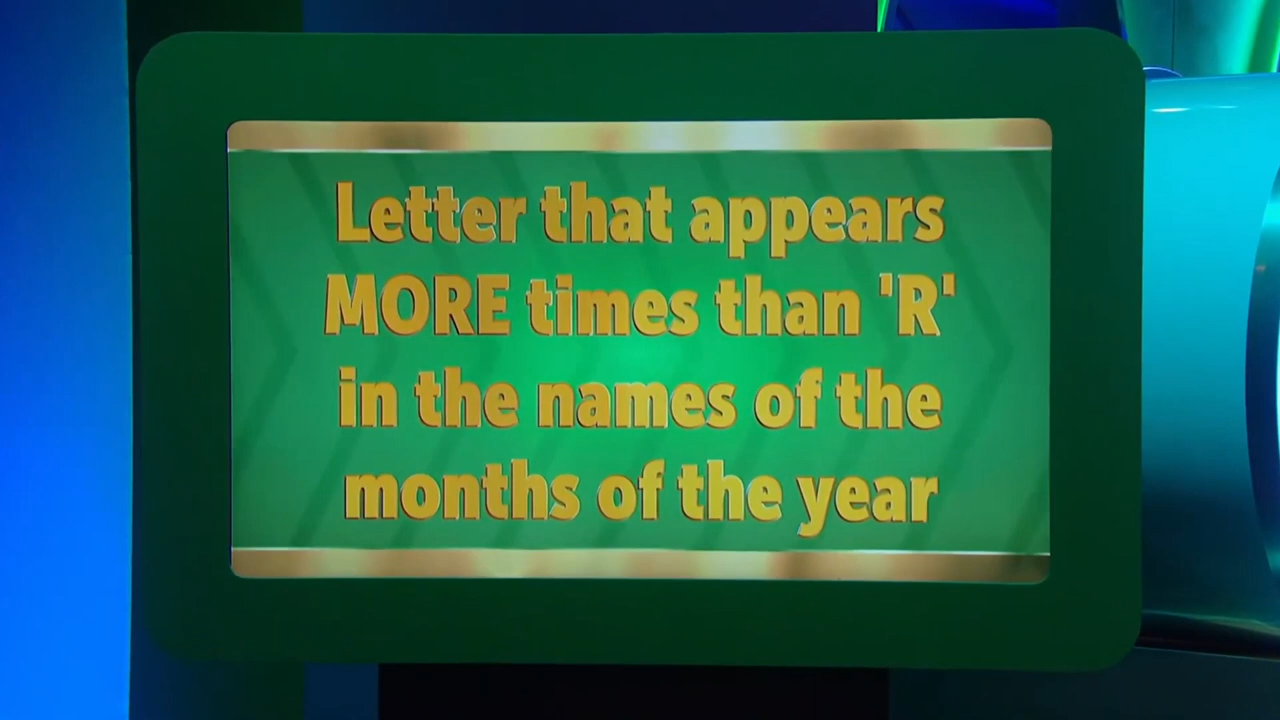 Letter that appears
MORE times than 'R'
in the names of the
months of the year